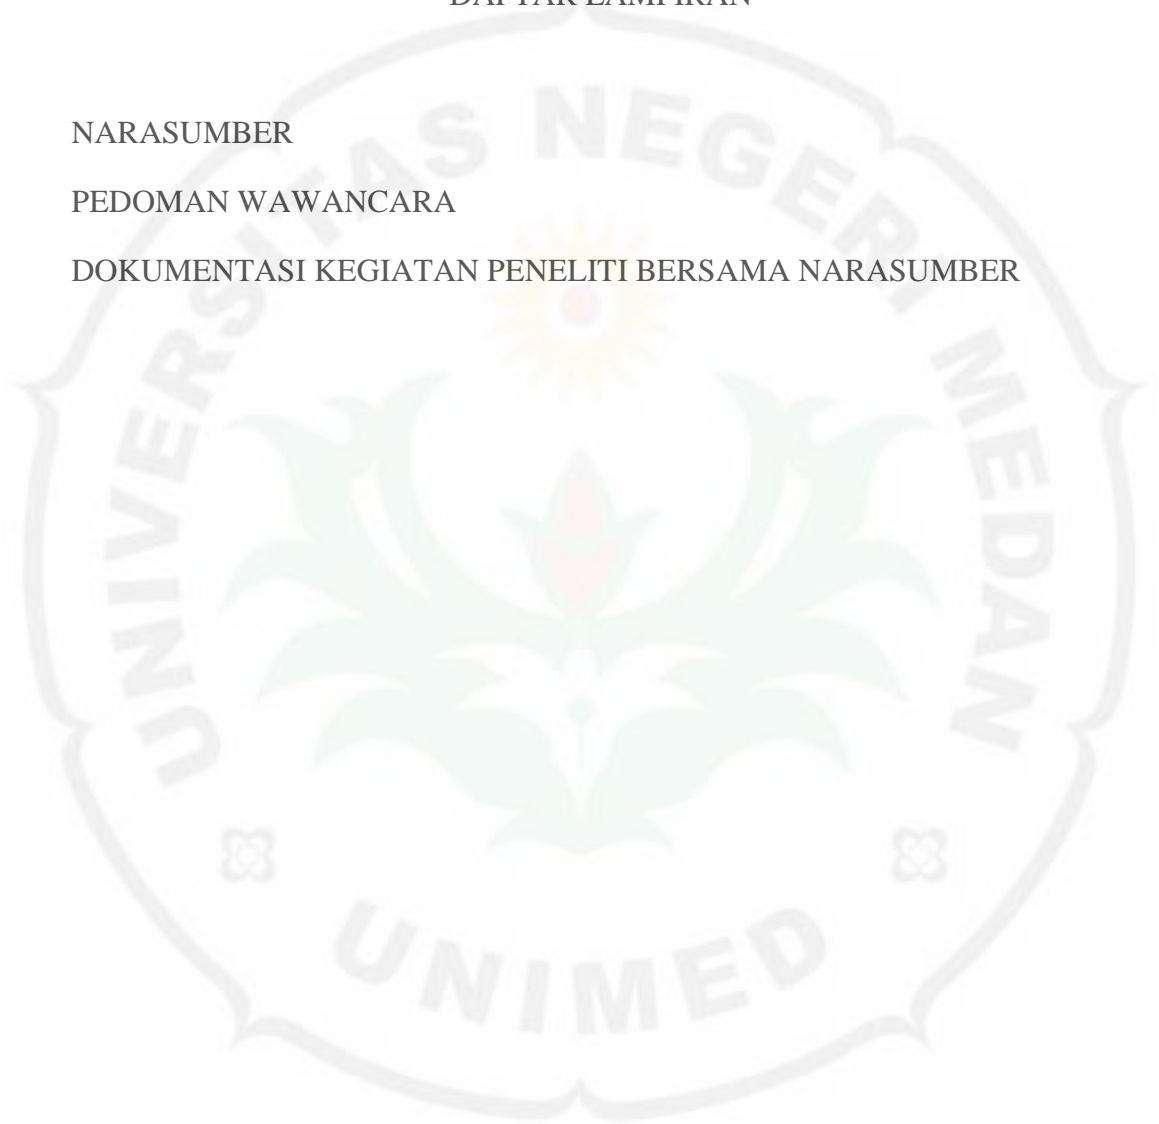 DAFTAR LAMPIRAN
NARASUMBER
PEDOMAN WAWANCARA
DOKUMENTASI KEGIATAN PENELITI BERSAMA NARASUMBER
UNIVERSITAS NEGERI MEDAN
UNIMED